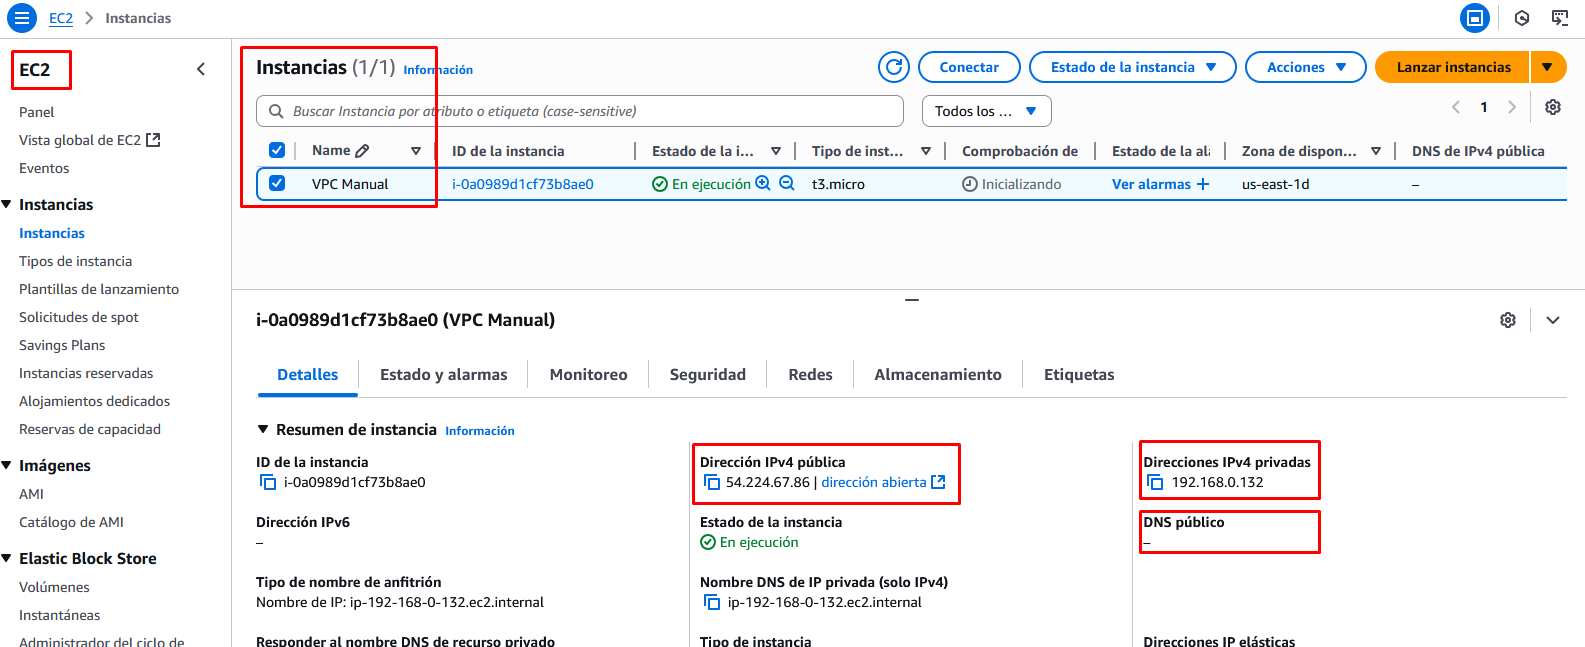 EC2 > Instancias
EC2
Panel
Vista global de EC2
Eventos
Instancias
Instancias
Tipos de instancia
Plantillas de lanzamiento
Solicitudes de spot
Savings Plans
Instancias reservadas
Alojamientos dedicados
Reservas de capacidad
Imágenes
AMI
Catálogo de AMI
Elastic Block Store
Volúmenes
Instantáneas
Administrador del ciclo de
Instancias (1/1) Información
Conectar
Estado de la instancia
Acciones
Lanzar instancias
Buscar Instancia por atributo o etiqueta (case-sensitive)
Todos los ...
1
Name ID de la instancia Estado de la i... Tipo de inst... Comprobación de Estado de la ala Zona de dispon... DNS de IPv4 pública
VPC Manual i-0a0989d1cf73b8ae0 En ejecución t3.micro Inicializando Ver alarmas + us-east-1d –
i-0a0989d1cf73b8ae0 (VPC Manual)
Detalles Estado y alarmas Monitoreo Seguridad Redes Almacenamiento Etiquetas
Resumen de instancia Información
ID de la instancia
i-0a0989d1cf73b8ae0
Dirección IPv4 pública
54.224.67.86 | dirección abierta
Direcciones IPv4 privadas
192.168.0.132
Dirección IPv6
–
Estado de la instancia
En ejecución
DNS público
–
Tipo de nombre de anfitrión
Nombre de IP: ip-192-168-0-132.ec2.internal
Nombre DNS de IP privada (solo IPv4)
ip-192-168-0-132.ec2.internal
Responder al nombre DNS de recurso privado
Tipo de instancia
Direcciones IP elásticas